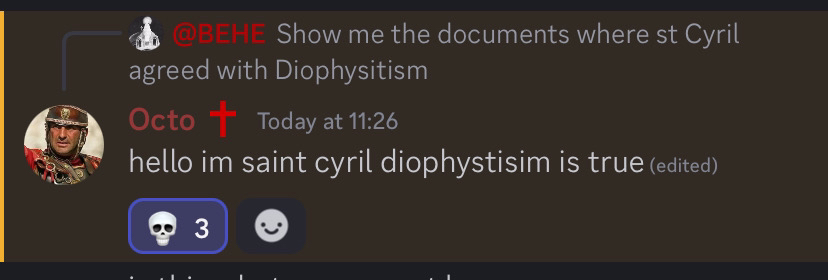 @BEHE Show me the documents where st Cyril
agreed with Diophysitism
Octo Today at 11:26
hello im saint cyril diophystisim is true (edited)
3